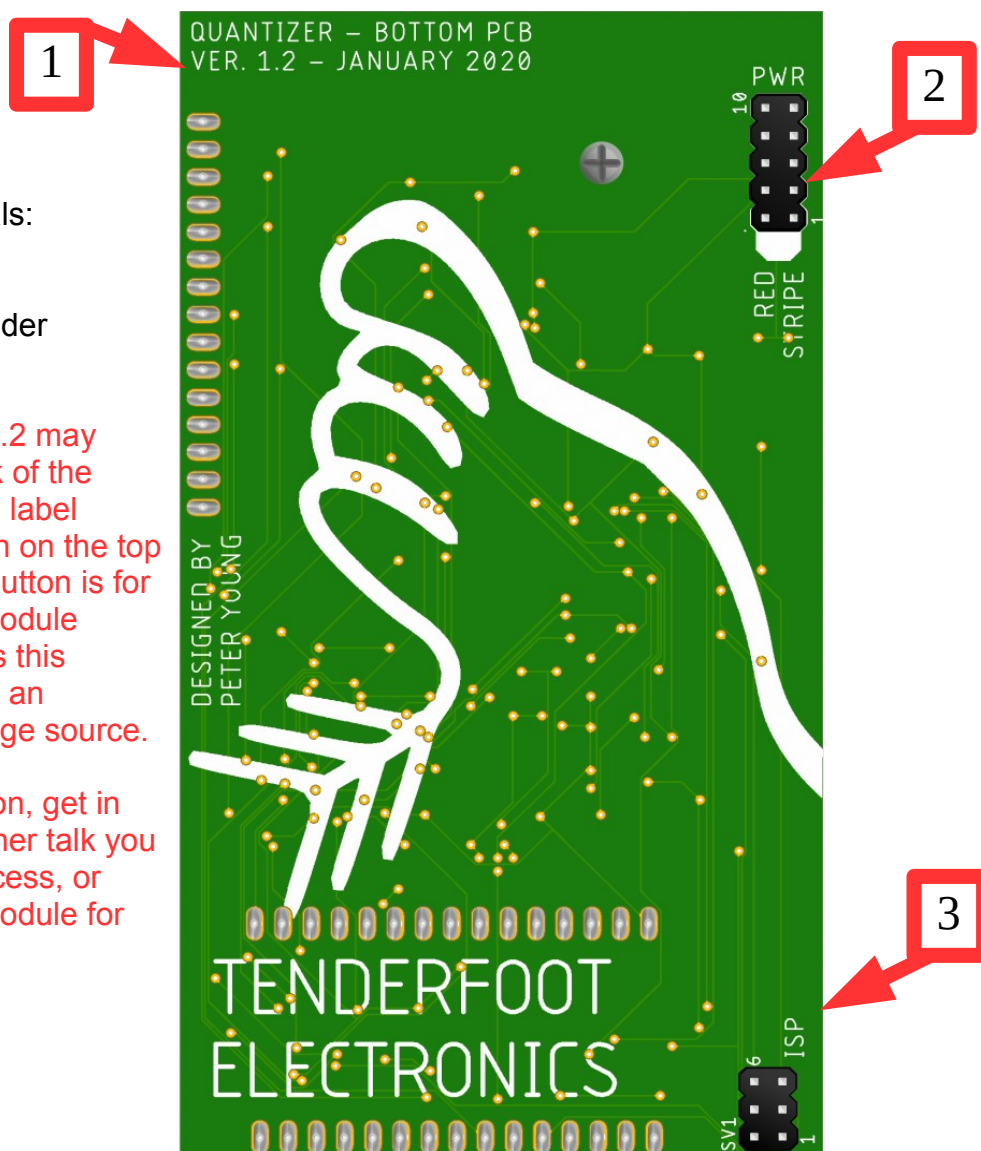 1
QUANTIZER – BOTTOM PCB
VER. 1.2 – JANUARY 2020
2
PWR
10
1
RED
STRIPE
ls:
der
.2 may
k of the
label
n on the top
utton is for
odule
s this
an
ge source.
on, get in
her talk you
cess, or
odule for
DESIGNED BY
PETER YOUNG
3
TENDERFOOT
ELECTRONICS
ISP
6
SV1
1